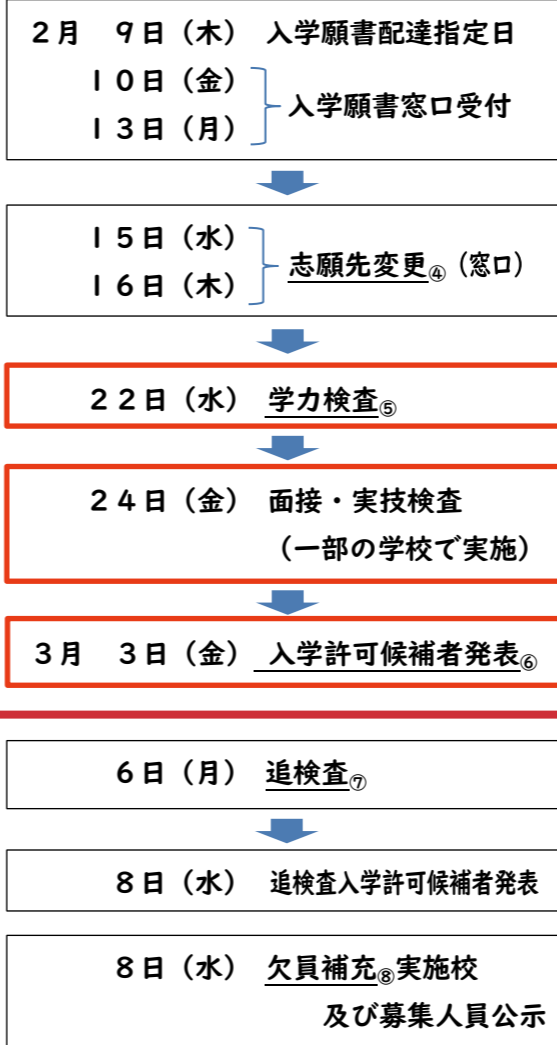 2月 9日（木） 入学願書配達指定日
10日（金）
13日（月）
入学願書窓口受付
15日（水）
16日（木）
志願先変更④（窓口）
22日（水） 学力検査⑤
24日（金） 面接・実技検査
（一部の学校で実施）
3月 3日（金） 入学許可候補者発表⑥
6日（月） 追検査⑦
8日（水） 追検査入学許可候補者発表
8日（水） 欠員補充⑧実施校
及び募集人員公示